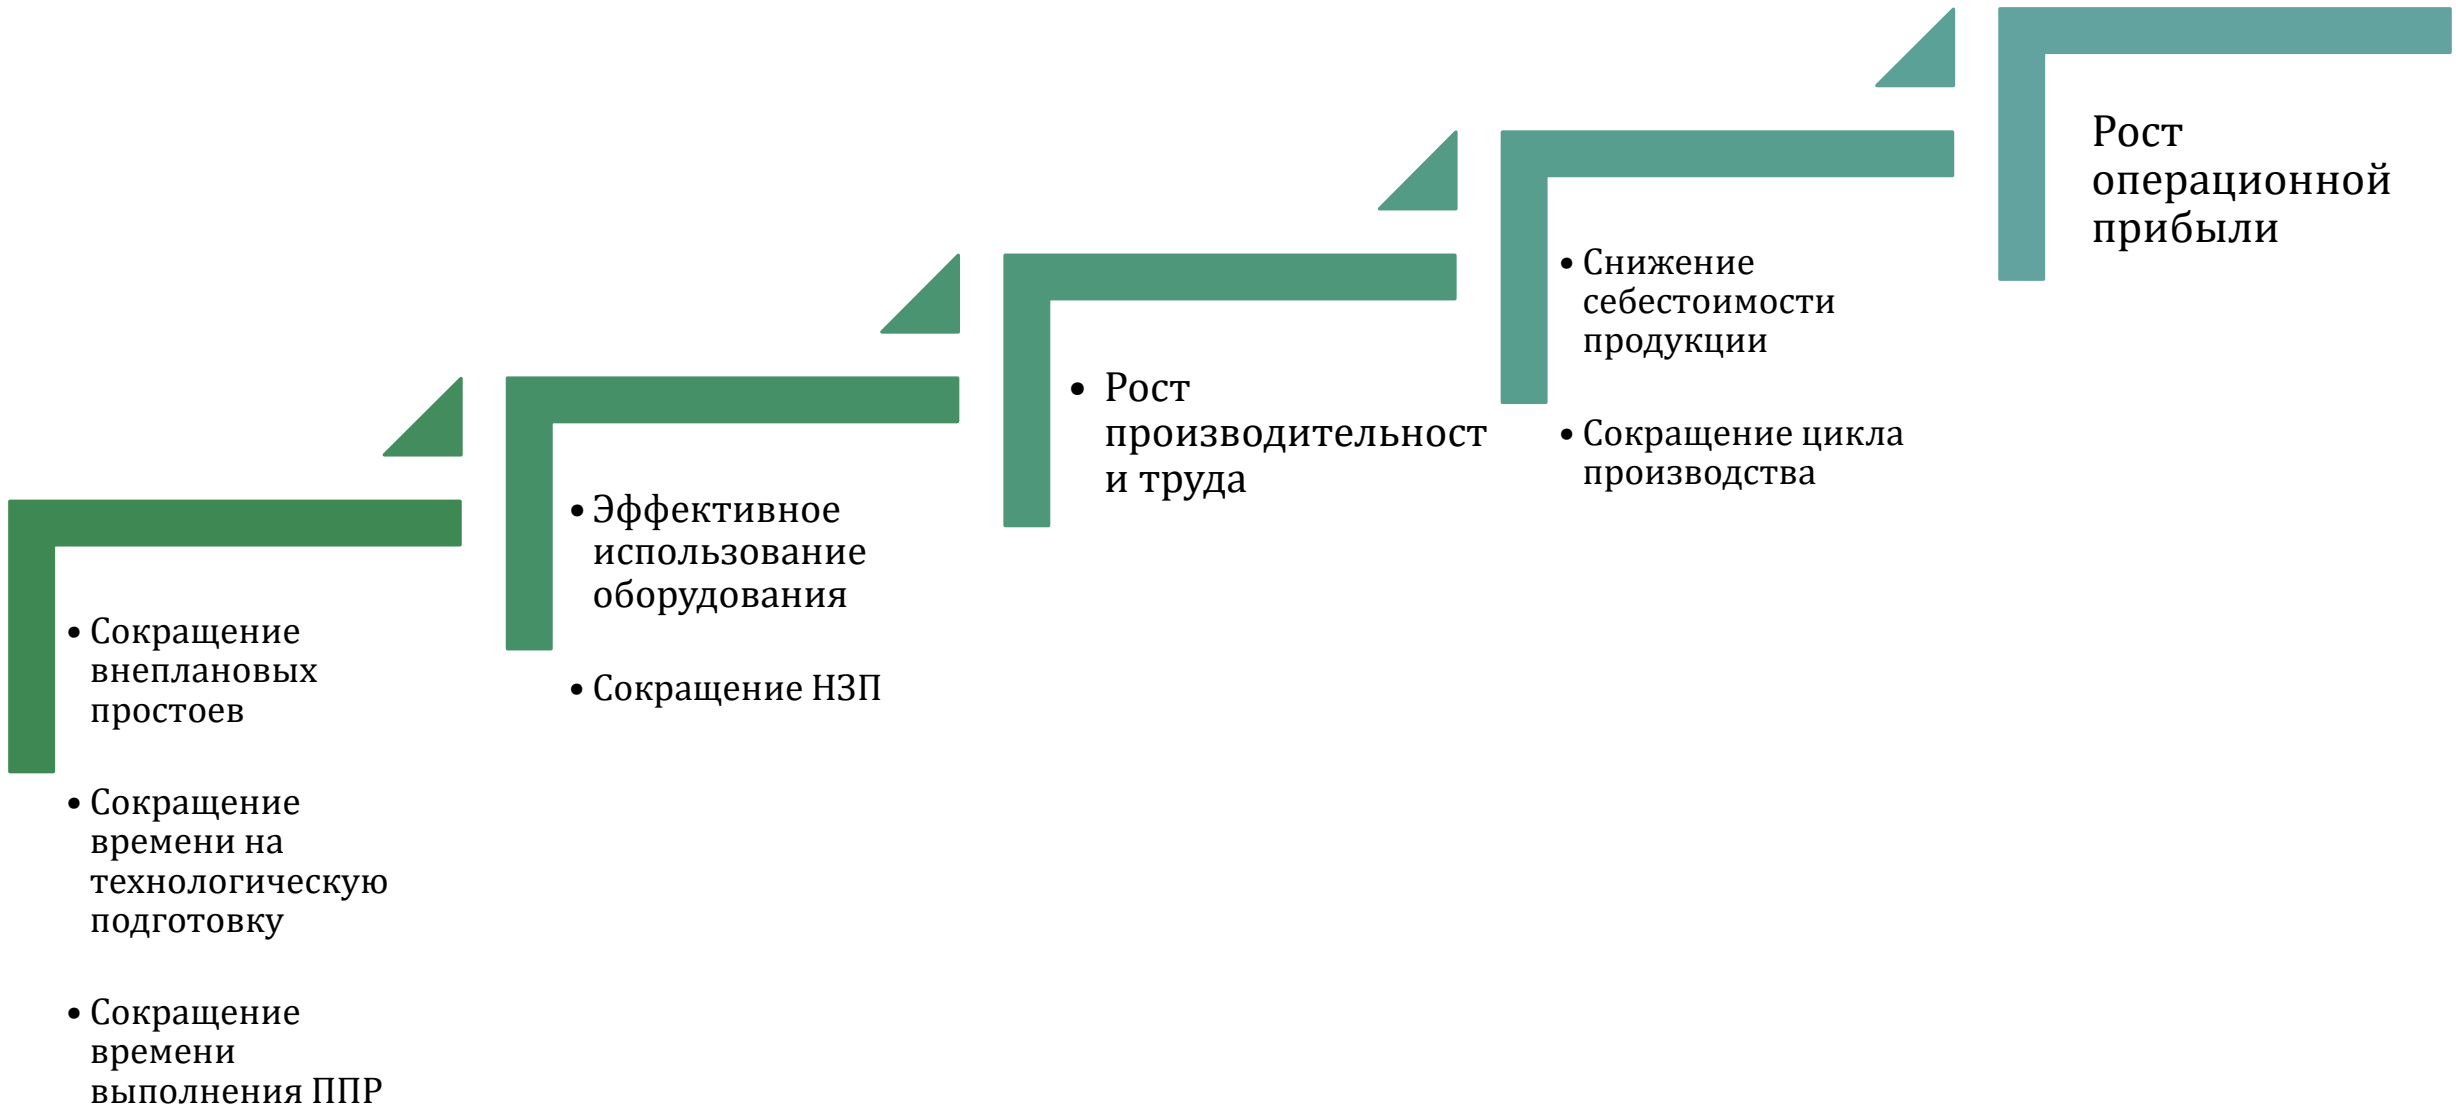 • Сокращение
внеплановых
простоев
• Сокращение
времени на
технологическую
подготовку
• Сокращение
времени
выполнения ППР
• Эффективное
использование
оборудования
• Сокращение НЗП
• Рост
производительност
и труда
• Снижение
себестоимости
продукции
• Сокращение цикла
производства
Рост
операционной
прибыли